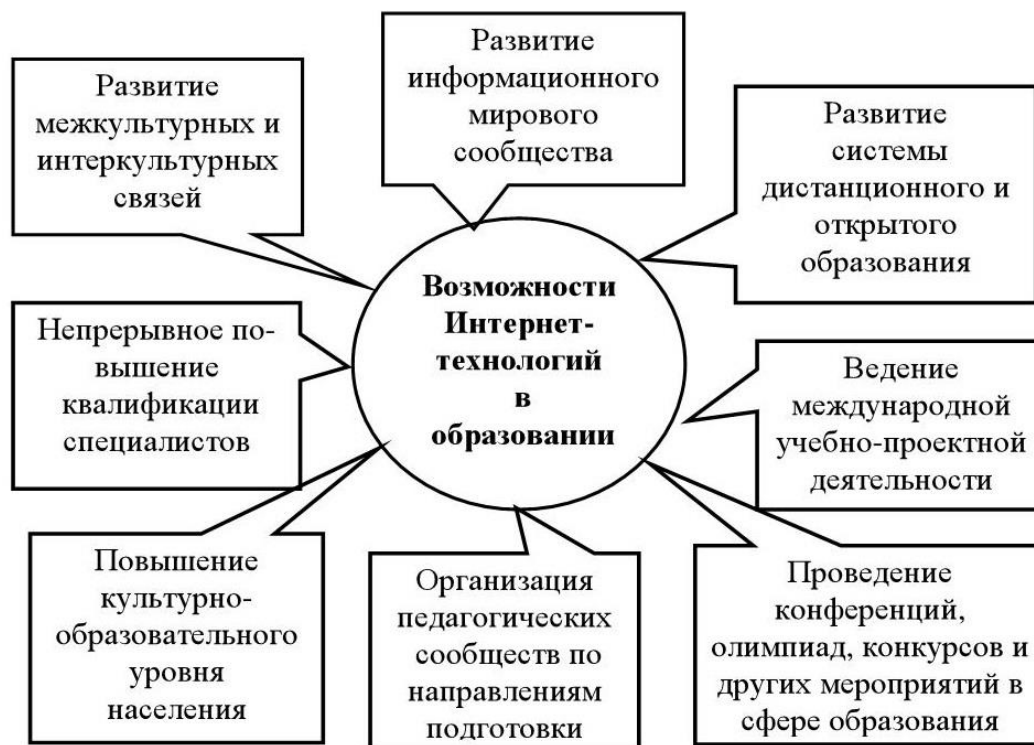 Развитие
информационного
мирового
сообщества
Развитие
межкультурных и
интеркультурных
связей
Развитие
системы
дистанционного и
открытого
образования
Возможности
Интернет-
технологий
в
образовании
Непрерывное по-
вышение
квалификации
специалистов
Ведение
международной
учебно-проектной
деятельности
Повышение
культурно-
образовательного
уровня
населения
Организация
педагогических
сообществ по
направлениям
подготовки
Проведение
конференций,
олимпиад, конкурсов и
других мероприятий в
сфере образования